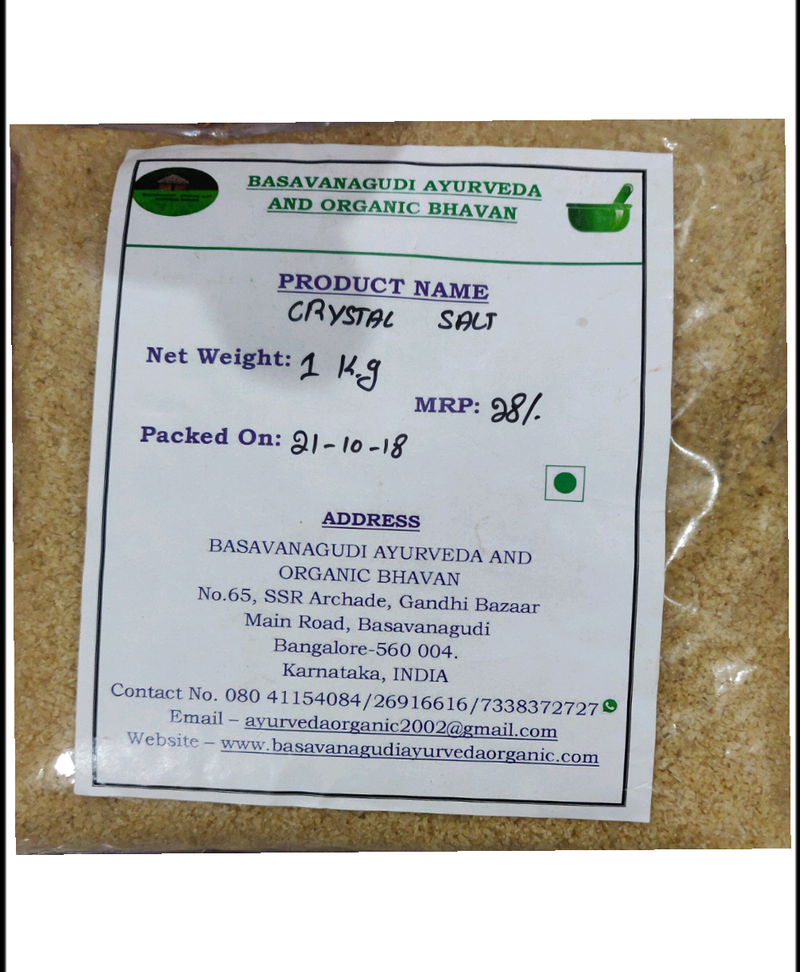 BASAVANAGUDI AYURVEDA
AND ORGANIC BHAVAN
PRODUCT NAME
CRYSTAL SALT
Net Weight: 1 K.g
MRP: 28/.
Packed On: 21-10-18
ADDRESS
BASAVANAGUDI AYURVEDA AND
ORGANIC BHAVAN
No.65, SSR Archade, Gandhi Bazaar
Main Road, Basavanagudi
Bangalore-560 004.
Karnataka, INDIA
Contact No. 080 41154084/26916616/7338372727
Email – ayurvedaorganic2002@gmail.com
Website – www.basavanagudiayurvedaorganic.com